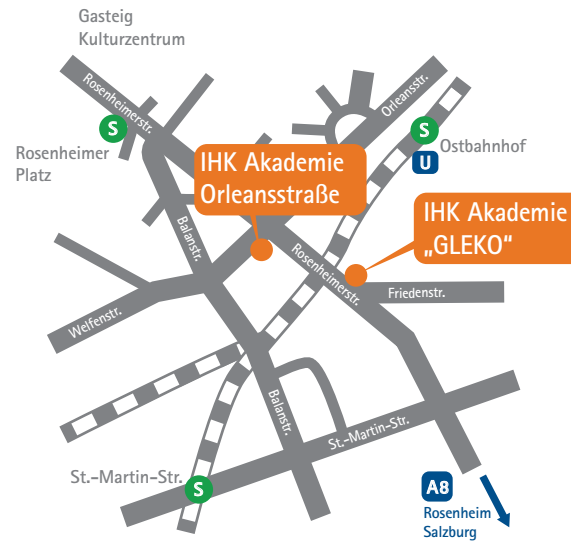 Gasteig
Kulturzentrum
Rosenheimerstr.
Orleansstr.
S
Rosenheimer
Platz
S
Ostbahnhof
U
IHK Akademie
Orleansstraße
IHK Akademie
„GLEKO“
Balanstr.
Rosenheimerstr.
Friedenstr.
Welfenstr.
Balanstr.
St.-Martin-Str.
St.-Martin-Str.
S
A8
Rosenheim
Salzburg